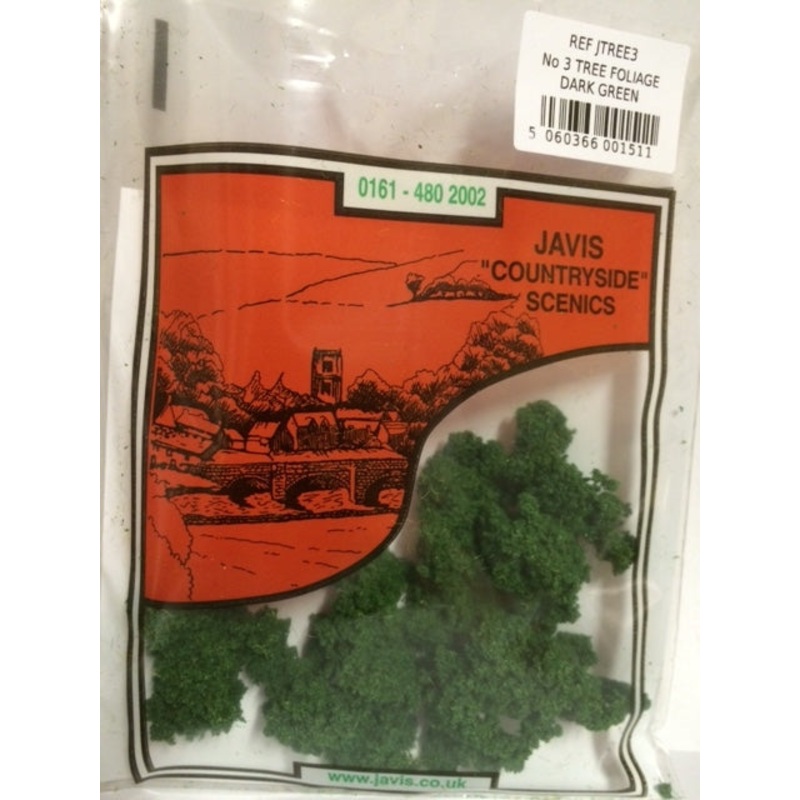 REF JTREE3
No 3 TREE FOLIAGE
DARK GREEN
5 060366 001511
0161 - 480 2002
JAVIS
"COUNTRYSIDE"
SCENICS
www.javis.co.uk